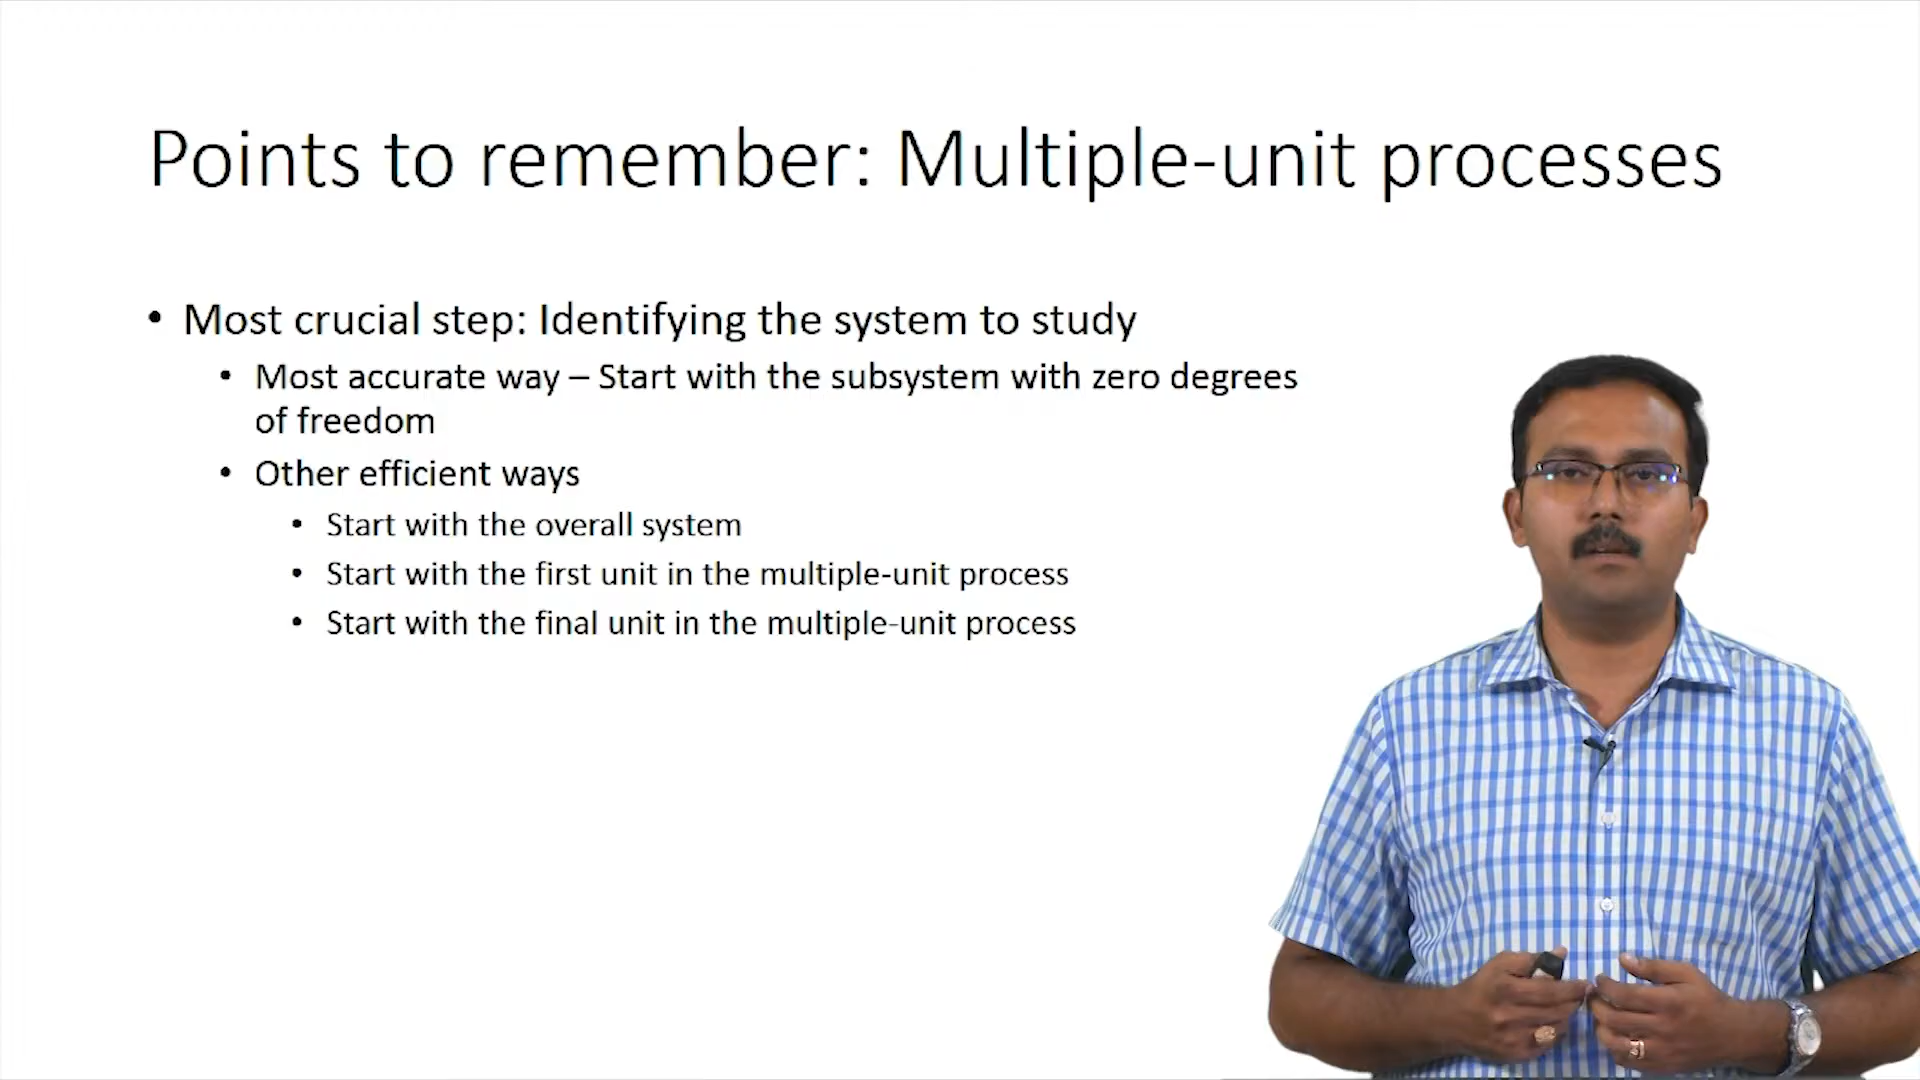 Points to remember: Multiple-unit processes
• Most crucial step: Identifying the system to study
• Most accurate way – Start with the subsystem with zero degrees
of freedom
• Other efficient ways
• Start with the overall system
• Start with the first unit in the multiple-unit process
• Start with the final unit in the multiple-unit process